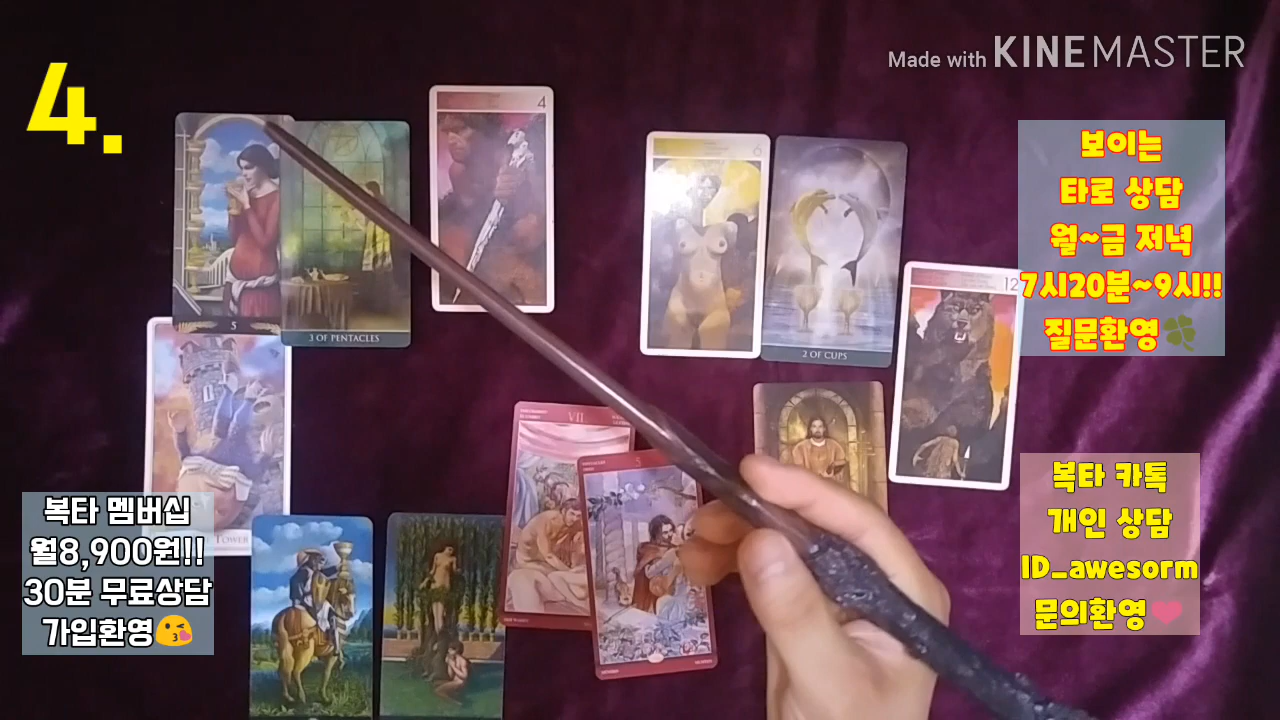 4.
Made with KINEMASTER
보이는
타로 상담
월~금 저녁
7시20분~9시!!
질문환영🍀
4
6
12
5
3 OF PENTACLES
2 OF CUPS
VII
5
TOWER
복타 멤버십
월8,900원!!
30분 무료상담
가입환영😘
복타 카톡
개인 상담
ID_awesorm
문의환영❤